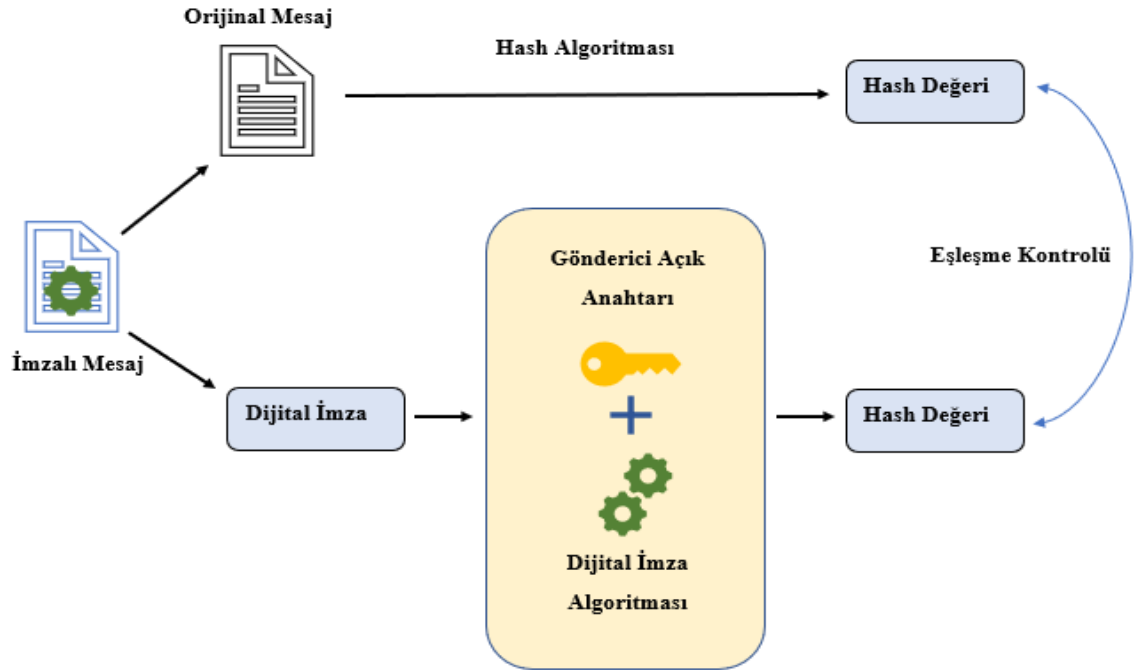 Orijinal Mesaj
Hash Algoritması
Hash Değeri
Gönderici Açık
Anahtarı
Eşleşme Kontrolü
İmzalı Mesaj
Dijital İmza
Hash Değeri
Dijital İmza
Algoritması